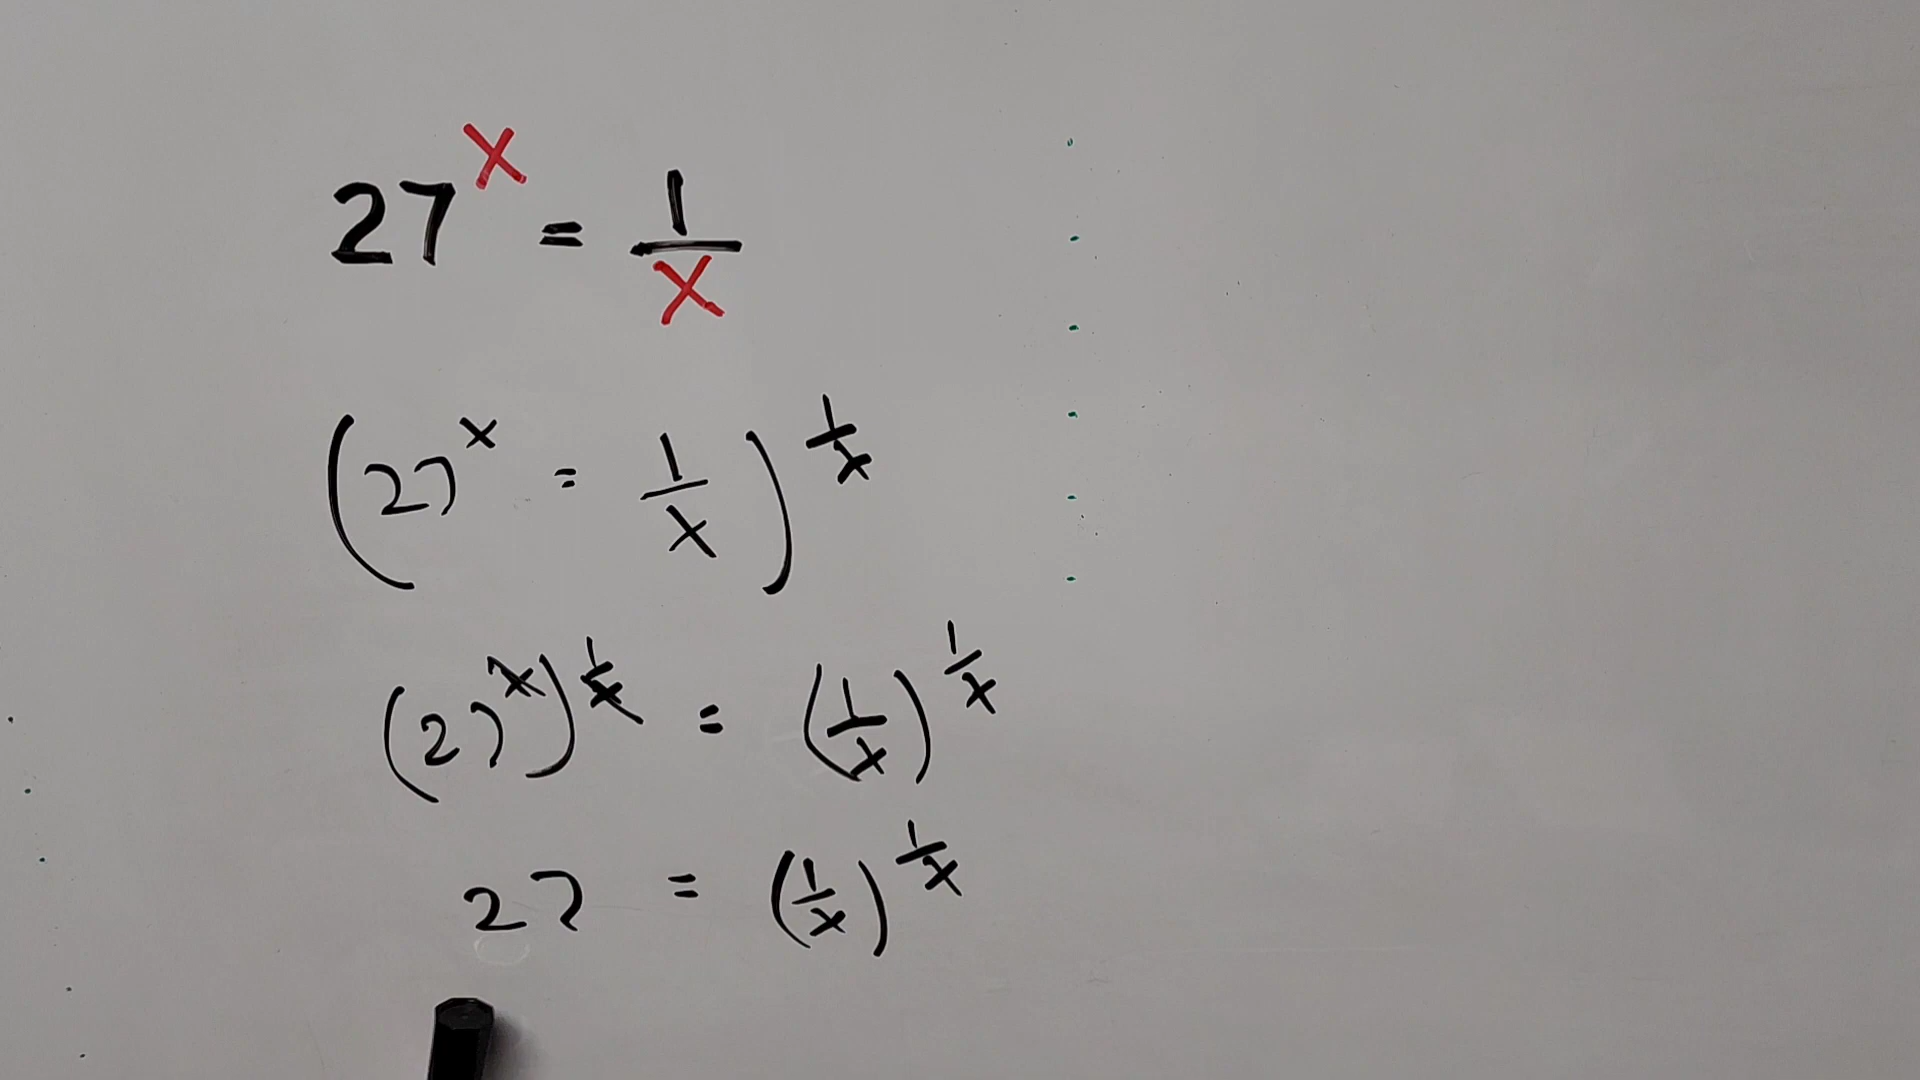 27^x = 1/x
(27^x = 1/x)^(1/x)
(27^x)^(1/x) = (1/x)^(1/x)
27 = (1/x)^(1/x)